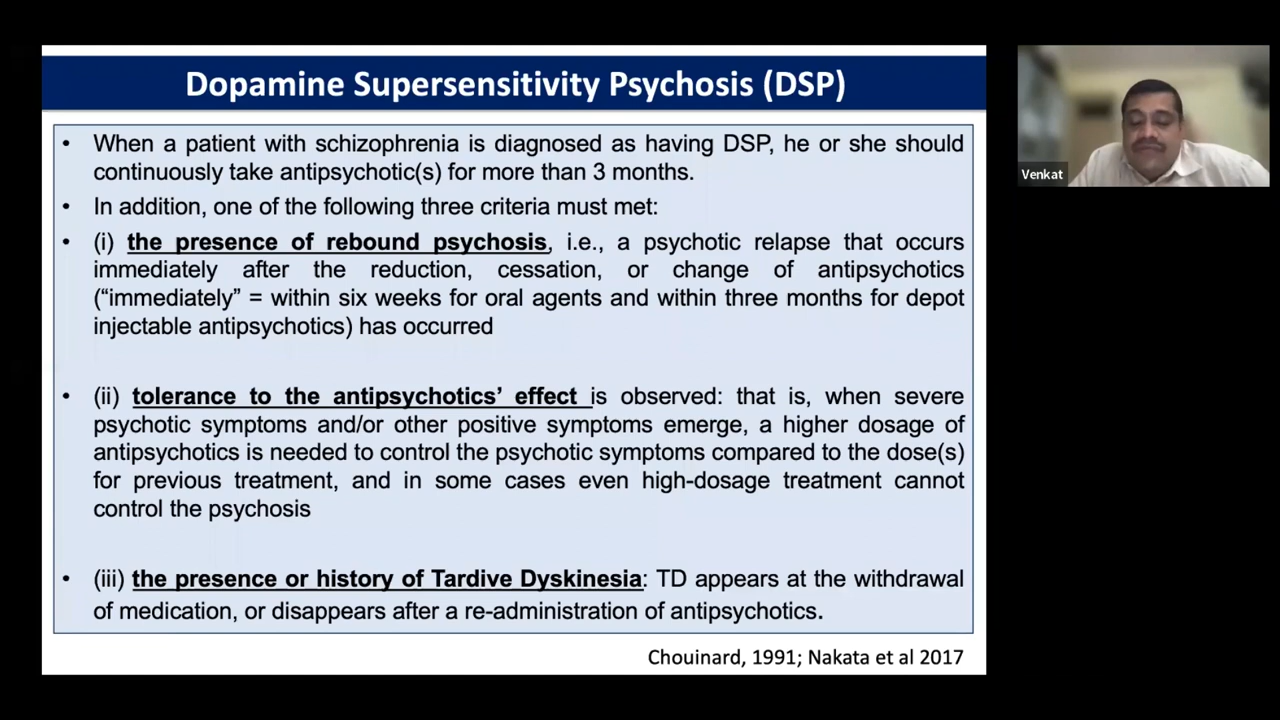 Dopamine Supersensitivity Psychosis (DSP)
• When a patient with schizophrenia is diagnosed as having DSP, he or she should
continuously take antipsychotic(s) for more than 3 months.
• In addition, one of the following three criteria must met:
• (i) the presence of rebound psychosis, i.e., a psychotic relapse that occurs
immediately after the reduction, cessation, or change of antipsychotics
(“immediately” = within six weeks for oral agents and within three months for depot
injectable antipsychotics) has occurred
• (ii) tolerance to the antipsychotics’ effect is observed: that is, when severe
psychotic symptoms and/or other positive symptoms emerge, a higher dosage of
antipsychotics is needed to control the psychotic symptoms compared to the dose(s)
for previous treatment, and in some cases even high-dosage treatment cannot
control the psychosis
• (iii) the presence or history of Tardive Dyskinesia: TD appears at the withdrawal
of medication, or disappears after a re-administration of antipsychotics.
Chouinard, 1991; Nakata et al 2017
Venkat